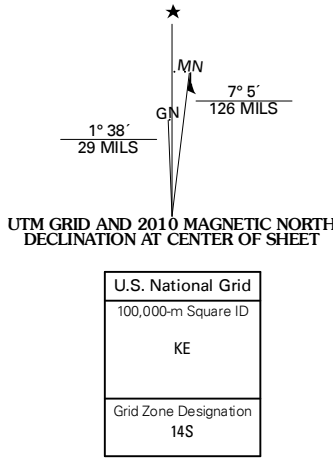 ★
MN
GN
7° 5´
126 MILS
1° 38´
29 MILS
UTM GRID AND 2010 MAGNETIC NORTH
DECLINATION AT CENTER OF SHEET
U.S. National Grid
100,000-m Square ID
KE
Grid Zone Designation
14S